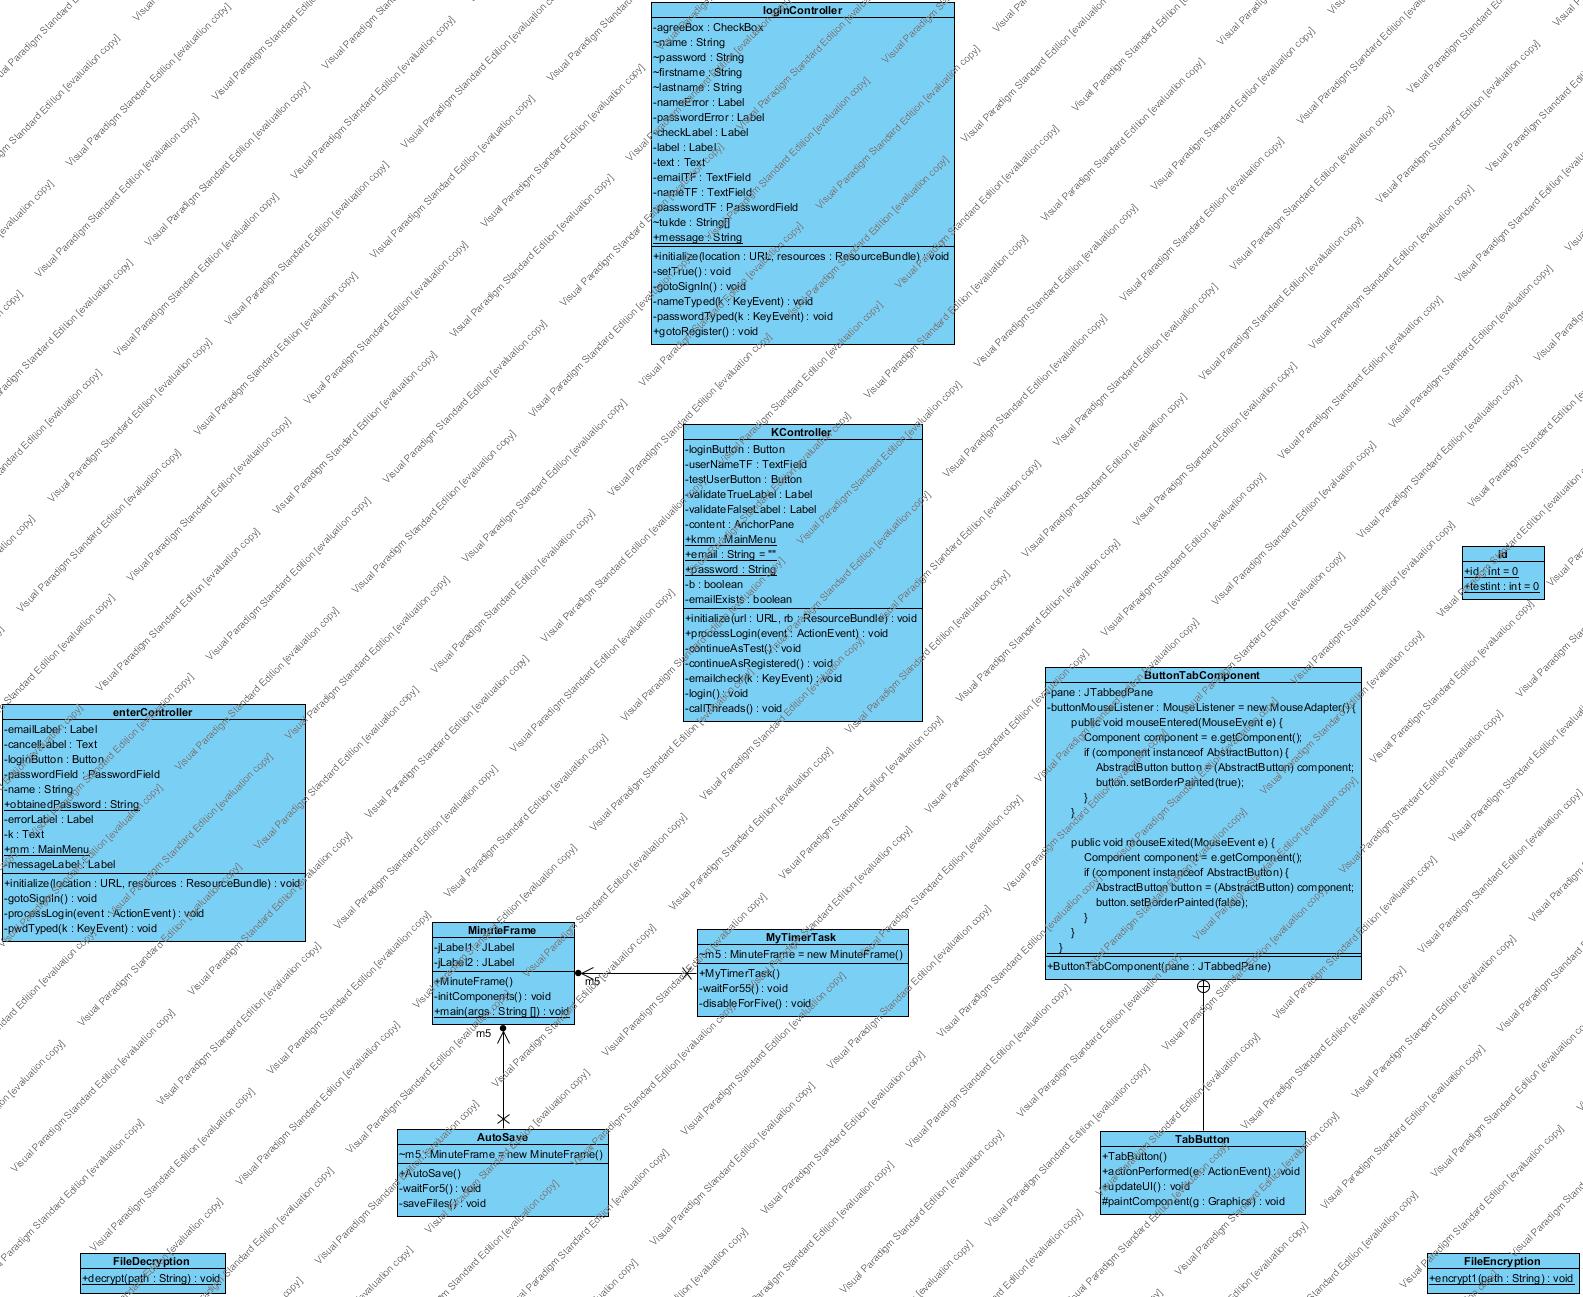 loginController
-agreeBox : CheckBox
~name : String
~password : String
~firstname : String
~lastname : String
-nameError : Label
-passwordError : Label
-checkLabel : Label
-label : Label
-text : Text
-emailTF : TextField
-nameTF : TextField
-passwordTF : PasswordField
~tukde : String[]
+message : String
+initialize(location : URL, resources : ResourceBundle) : void
-setTrue() : void
-gotoSignIn() : void
-nameTyped(k : KeyEvent) : void
-passwordTyped(k : KeyEvent) : void
+gotoRegister() : void
KController
-loginButton : Button
-userNameTF : TextField
-testUserButton : Button
-validateTrueLabel : Label
-validateFalseLabel : Label
-content : AnchorPane
+kmm : MainMenu
+email : String = ""
+password : String
-b : boolean
-emailExists : boolean
+initialize(url : URL, rb : ResourceBundle) : void
+processLogin(event : ActionEvent) : void
-continueAsTest() : void
-continueAsRegistered() : void
-emailcheck(k : KeyEvent) : void
-login() : void
-callThreads() : void
id
+id : int = 0
+testint : int = 0
enterController
-emailLabel : Label
-cancelLabel : Text
-loginButton : Button
-passwordField : PasswordField
-name : String
+obtainedPassword : String
-errorLabel : Label
-k : Text
+mm : MainMenu
-messageLabel : Label
+initialize(location : URL, resources : ResourceBundle) : void
-gotoSignIn() : void
-processLogin(event : ActionEvent) : void
-pwdTyped(k : KeyEvent) : void
ButtonTabComponent
-pane : JTabbedPane
-buttonMouseListener : MouseListener = new MouseAdapter() {
public void mouseEntered(MouseEvent e) {
Component component = e.getComponent();
if (component instanceof AbstractButton) {
AbstractButton button = (AbstractButton) component;
button.setBorderPainted(true);
}
}
public void mouseExited(MouseEvent e) {
Component component = e.getComponent();
if (component instanceof AbstractButton) {
AbstractButton button = (AbstractButton) component;
button.setBorderPainted(false);
}
}
}
+ButtonTabComponent(pane : JTabbedPane)
MinuteFrame
-jLabel1 : JLabel
-jLabel2 : JLabel
+MinuteFrame()
-initComponents() : void
+main(args : String []) : void
m5
m5
MyTimerTask
~m5 : MinuteFrame = new MinuteFrame()
+MyTimerTask()
-waitFor55() : void
-disableForFive() : void
AutoSave
~m5 : MinuteFrame = new MinuteFrame()
+AutoSave()
-waitFor5() : void
-saveFiles() : void
TabButton
+TabButton()
+actionPerformed(e : ActionEvent) : void
+updateUI() : void
#paintComponent(g : Graphics) : void
FileDecryption
+decrypt(path : String) : void
FileEncryption
+encrypt1(path : String) : void
Visual Paradigm Standard Edition [evaluation copy]